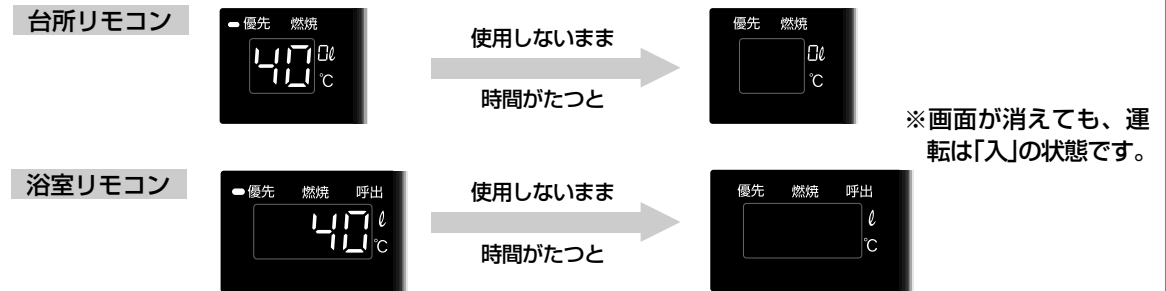 台所リモコン
優先 燃焼
40 0ℓ
℃
使用しないまま
時間がたつと
優先 燃焼
0ℓ
℃
※画面が消えても、運
転は「入」の状態です。
浴室リモコン
優先 燃焼 呼出
40 ℓ
℃
使用しないまま
時間がたつと
優先 燃焼 呼出
ℓ
℃